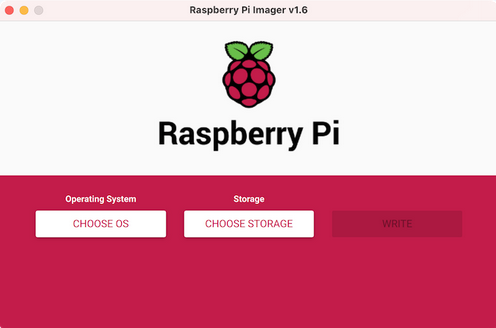 Raspberry Pi Imager v1.6
Raspberry Pi
Operating System
Storage
CHOOSE OS
CHOOSE STORAGE
WRITE